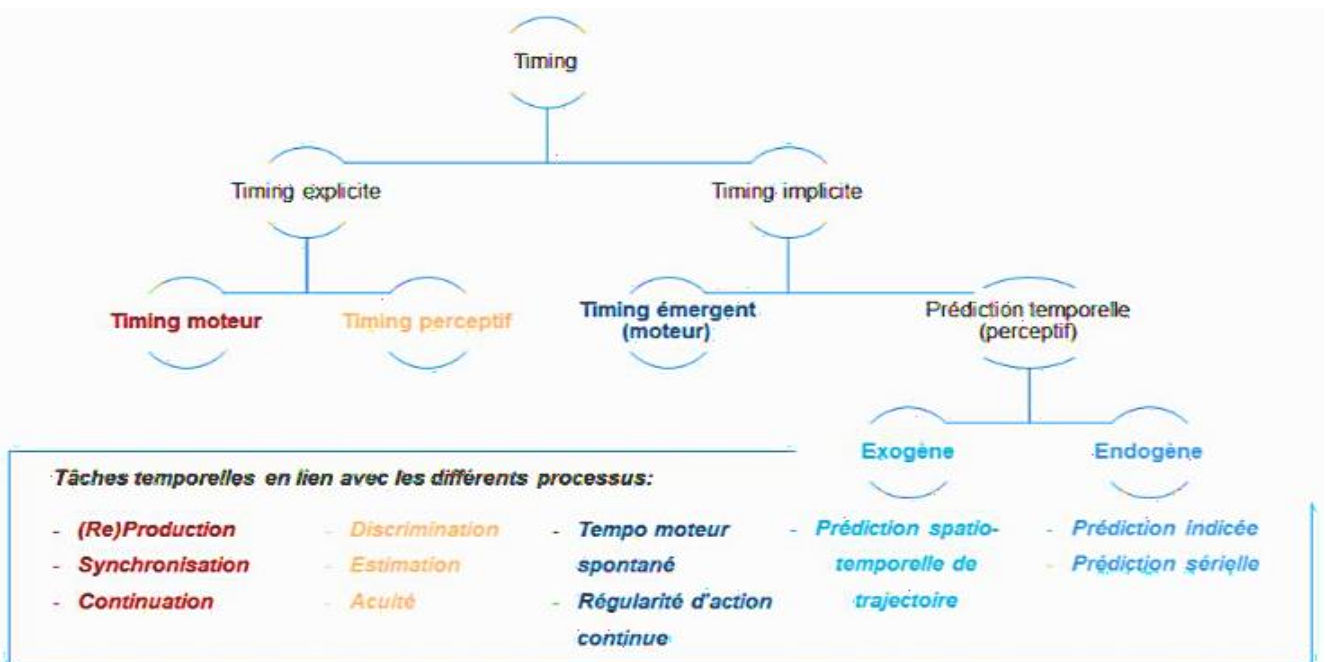 Timing
Timing explicite
Timing implicite
Timing moteur
Timing perceptif
Timing émergent
(moteur)
Prédiction temporelle
(perceptif)
Exogène
Endogène
Tâches temporelles en lien avec les différents processus:
- (Re)Production
- Synchronisation
- Continuation
- Discrimination
- Estimation
- Acuité
- Tempo moteur
spontané
- Régularité d'action
continue
- Prédiction spatio-
temporelle de
trajectoire
- Prédiction indicée
- Prédiction sérielle